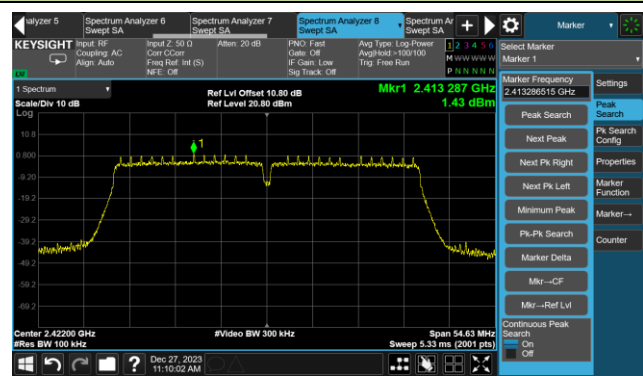 alyzer 5
Spectrum Analyzer 6
Swept SA
Spectrum Analyzer 7
Swept SA
Spectrum Analyzer 8
Swept SA
Spectrum Ar
Swept SA
Marker
KEYSIGHT
Input: RF
Coupling: AC
Align: Auto
Input Z: 50 Ω
Corr CCorr
Freq Ref: Int (S)
NFE: Off
Atten: 20 dB
PNO: Fast
Gate: Off
IF Gain: Low
Sig Track: Off
Avg Type: Log-Power
Avg|Hold:>100/100
Trig: Free Run
1 2 3 4 5 6
M W W W W W
P N N N N N
LVI
Select Marker
Marker 1
1 Spectrum
Scale/Div 10 dB
Log
Ref Lvl Offset 10.80 dB
Ref Level 20.80 dBm
Mkr1 2.413 287 GHz
1.43 dBm
10.8
0.800
-9.20
-19.2
-29.2
-39.2
-49.2
-59.2
-69.2
1
Center 2.42200 GHz
#Res BW 100 kHz
#Video BW 300 kHz
Span 54.63 MHz
Sweep 5.33 ms (2001 pts)
Marker Frequency
2.413286515 GHz
Peak Search
Next Peak
Next Pk Right
Next Pk Left
Minimum Peak
Pk-Pk Search
Marker Delta
Mkr→CF
Mkr→Ref Lvl
Continuous Peak
Search
On
Off
Settings
Peak
Search
Pk Search
Config
Properties
Marker
Function
Marker→
Counter
Dec 27, 2023
11:10:02 AM